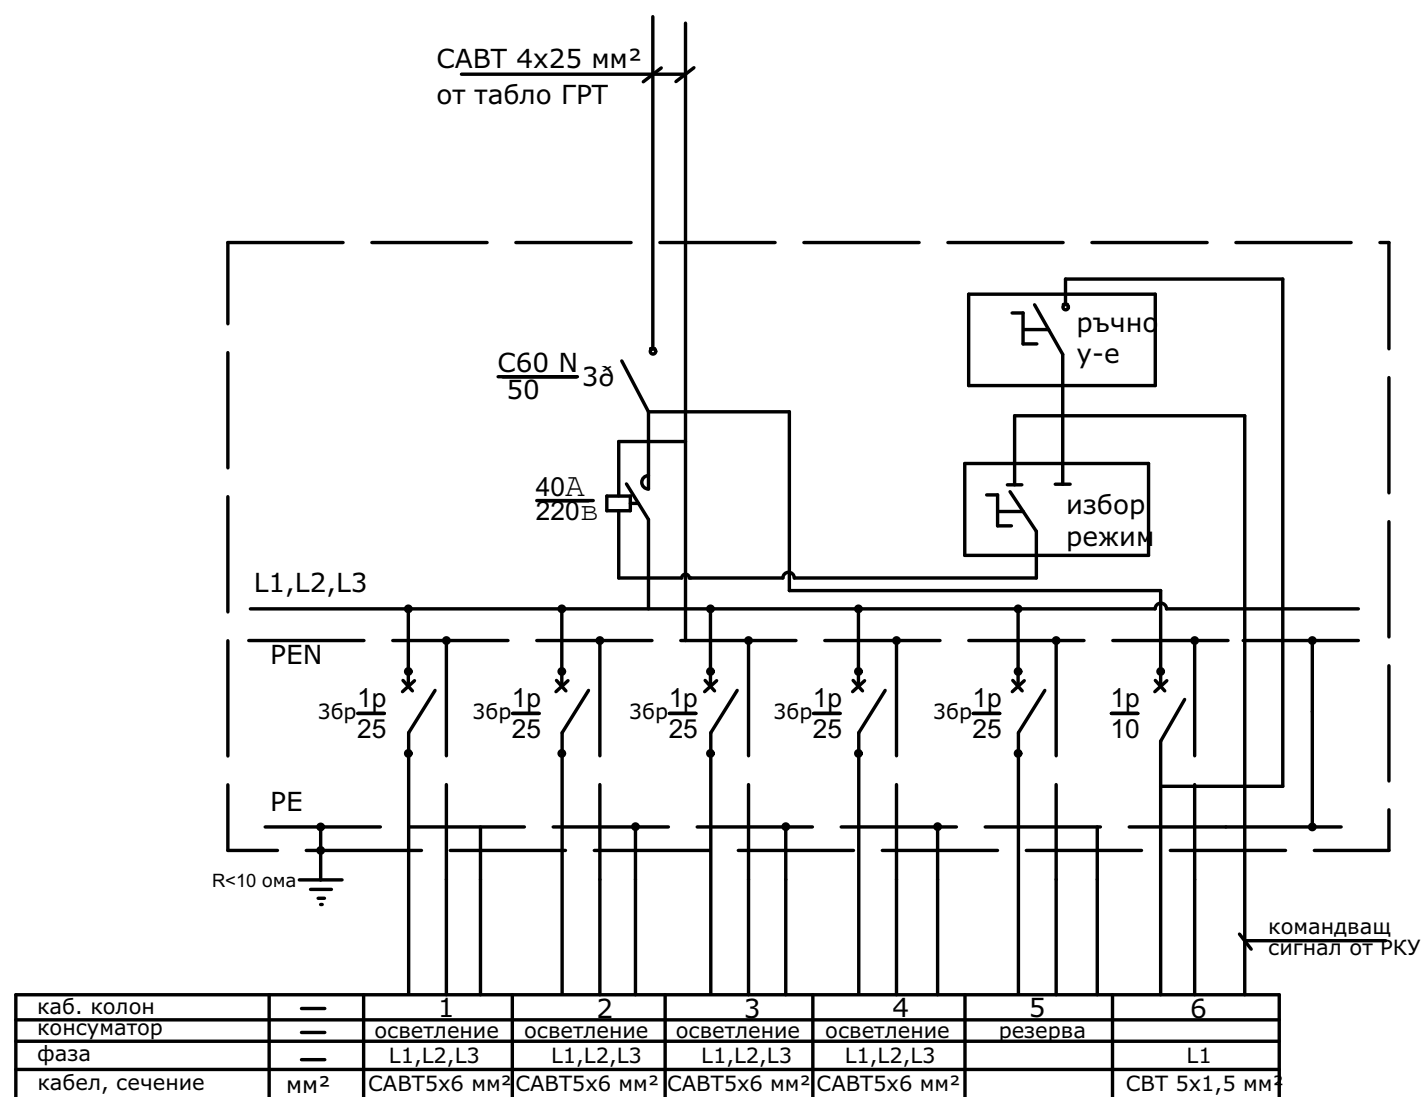 САВТ 4х25 мм²
от табло ГРТ
ръчно
у-е
C60 N
50
3ð
40А
220В
избор
режим
L1,L2,L3
PEN
3бр 1р
25
3бр 1р
25
3бр 1р
25
3бр 1р
25
3бр 1р
25
1р
10
PE
R<10 ома
командващ
сигнал от РКУ
каб. колон — 1 2 3 4 5 6
консуматор — осветление осветление осветление осветление резерва
фаза — L1,L2,L3 L1,L2,L3 L1,L2,L3 L1,L2,L3 L1
кабел, сечение мм² САВТ5х6 мм² САВТ5х6 мм² САВТ5х6 мм² САВТ5х6 мм² СВТ 5х1,5 мм²